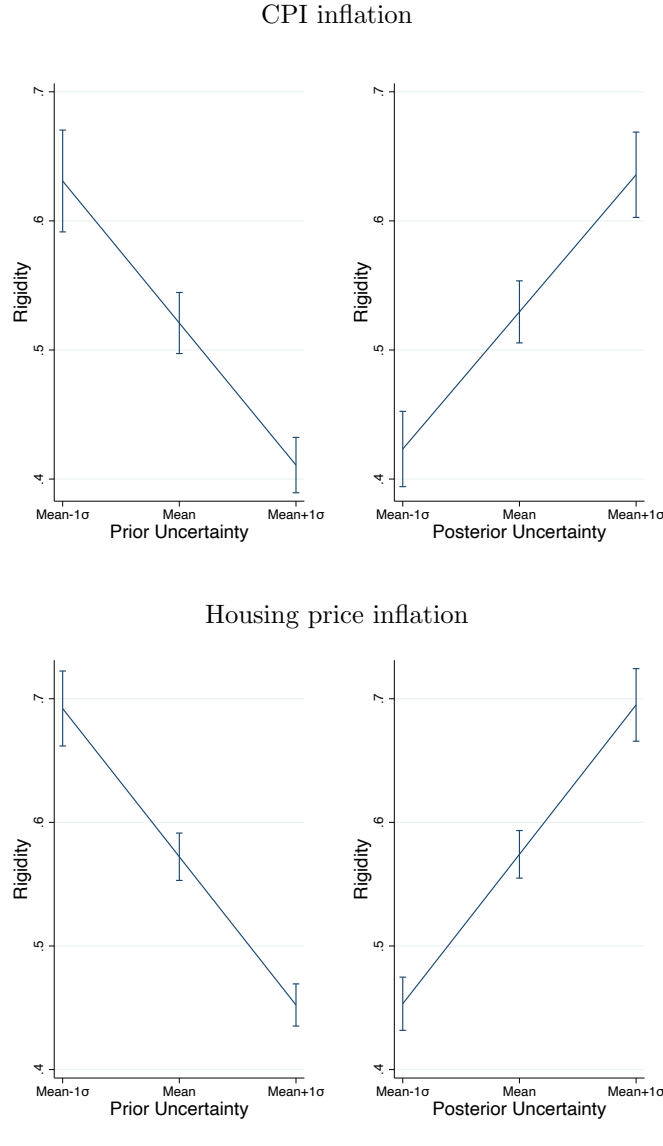 CPI inflation
Rigidity
.7
.6
.5
.4
Mean-1σ Mean Mean+1σ
Prior Uncertainty
Rigidity
.7
.6
.5
.4
Mean-1σ Mean Mean+1σ
Posterior Uncertainty
Housing price inflation
Rigidity
.7
.6
.5
.4
Mean-1σ Mean Mean+1σ
Prior Uncertainty
Rigidity
.7
.6
.5
.4
Mean-1σ Mean Mean+1σ
Posterior Uncertainty